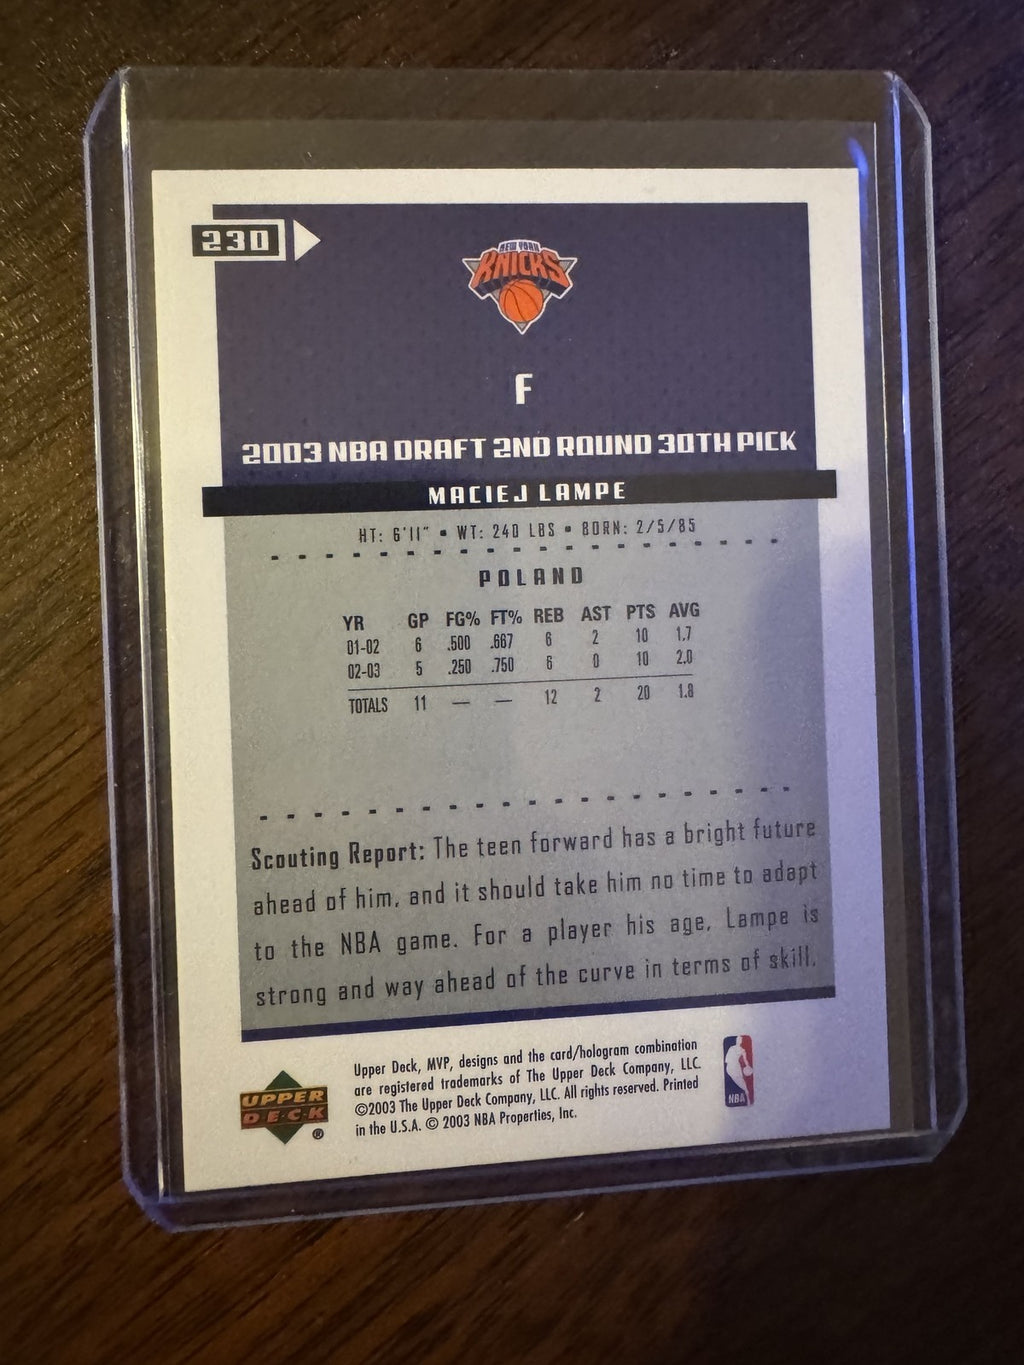 230
NEW YORK
KNICKS
F
2003 NBA DRAFT 2ND ROUND 30TH PICK
MACIEJ LAMPE
HT: 6'11" • WT: 240 LBS • BORN: 2/5/85
POLAND
YR GP FG% FT% REB AST PTS AVG
01-02 6 .500 .667 6 2 10 1.7
02-03 5 .250 .750 6 0 10 2.0
TOTALS 11 — — 12 2 20 1.8
Scouting Report: The teen forward has a bright future
ahead of him, and it should take him no time to adapt
to the NBA game. For a player his age, Lampe is
strong and way ahead of the curve in terms of skill.
Upper Deck, MVP, designs and the card/hologram combination
are registered trademarks of The Upper Deck Company, LLC.
©2003 The Upper Deck Company, LLC. All rights reserved. Printed
in the U.S.A. © 2003 NBA Properties, Inc.
UPPER
DECK
®
NBA